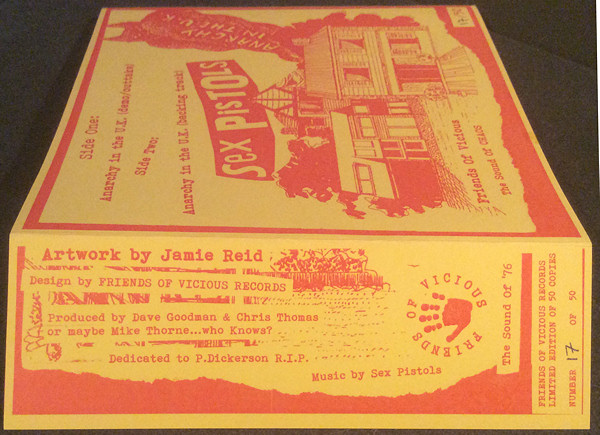 ANARCHY
IN THE U.K
SEX PISTOLS
Side One:
Anarchy in the U.K. (demo/outtake)
Side Two:
Anarchy in the U.K. (backing track)
Friends Of Vicious
The Sound Of CHAOS
Artwork by Jamie Reid
Design by FRIENDS OF VICIOUS RECORDS
Produced by Dave Goodman & Chris Thomas
or maybe Mike Thorne...who Knows?
Dedicated to P.Dickerson R.I.P.
Music by Sex Pistols
FRIENDS OF VICIOUS
The Sound Of '76
FRIENDS OF VICIOUS RECORDS
LIMITED EDITION OF 50 COPIES
NUMBER 17 OF 50